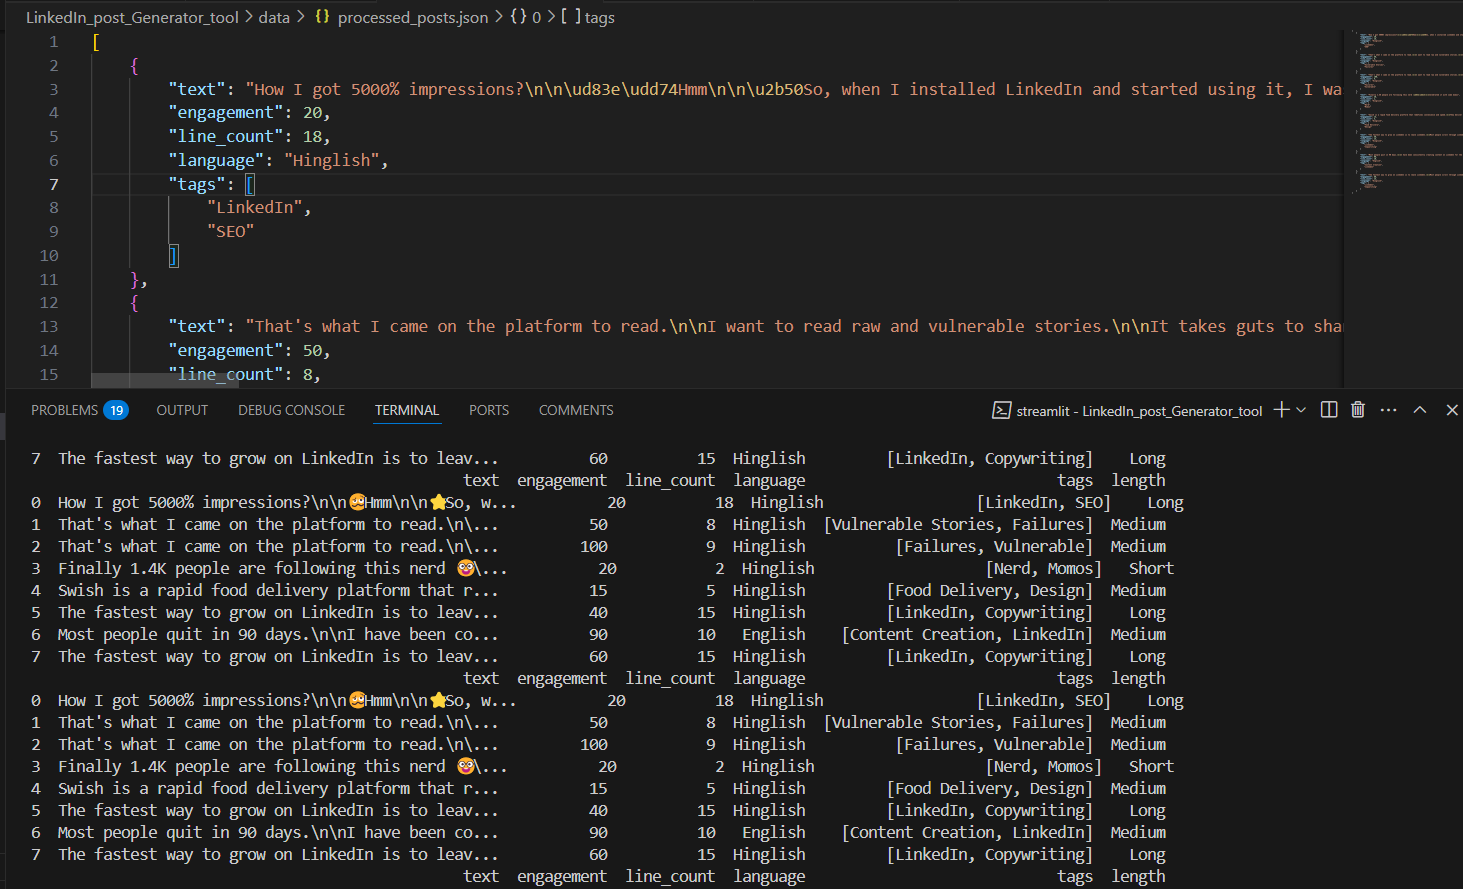 LinkedIn_post_Generator_tool > data > {} processed_posts.json > {} 0 > [ ] tags
1 [
2 {
3 "text": "How I got 5000% impressions?\n\n\ud83e\udd74Hmm\n\n\u2b50So, when I installed LinkedIn and started using it, I wa
4 "engagement": 20,
5 "line_count": 18,
6 "language": "Hinglish",
7 "tags": [
8 "LinkedIn",
9 "SEO"
10 ]
11 },
12 {
13 "text": "That's what I came on the platform to read.\n\nI want to read raw and vulnerable stories.\n\nIt takes guts to sha
14 "engagement": 50,
15 "line_count": 8,
PROBLEMS 19 OUTPUT DEBUG CONSOLE TERMINAL PORTS COMMENTS streamlit - LinkedIn_post_Generator_tool
7 The fastest way to grow on LinkedIn is to leav... 60 15 Hinglish [LinkedIn, Copywriting] Long
text engagement line_count language tags length
0 How I got 5000% impressions?\n\n🥴Hmm\n\n⭐So, w... 20 18 Hinglish [LinkedIn, SEO] Long
1 That's what I came on the platform to read.\n\... 50 8 Hinglish [Vulnerable Stories, Failures] Medium
2 That's what I came on the platform to read.\n\... 100 9 Hinglish [Failures, Vulnerable] Medium
3 Finally 1.4K people are following this nerd 🤓\... 20 2 Hinglish [Nerd, Momos] Short
4 Swish is a rapid food delivery platform that r... 15 5 Hinglish [Food Delivery, Design] Medium
5 The fastest way to grow on LinkedIn is to leav... 40 15 Hinglish [LinkedIn, Copywriting] Long
6 Most people quit in 90 days.\n\nI have been co... 90 10 English [Content Creation, LinkedIn] Medium
7 The fastest way to grow on LinkedIn is to leav... 60 15 Hinglish [LinkedIn, Copywriting] Long
text engagement line_count language tags length
0 How I got 5000% impressions?\n\n🥴Hmm\n\n⭐So, w... 20 18 Hinglish [LinkedIn, SEO] Long
1 That's what I came on the platform to read.\n\... 50 8 Hinglish [Vulnerable Stories, Failures] Medium
2 That's what I came on the platform to read.\n\... 100 9 Hinglish [Failures, Vulnerable] Medium
3 Finally 1.4K people are following this nerd 🤓\... 20 2 Hinglish [Nerd, Momos] Short
4 Swish is a rapid food delivery platform that r... 15 5 Hinglish [Food Delivery, Design] Medium
5 The fastest way to grow on LinkedIn is to leav... 40 15 Hinglish [LinkedIn, Copywriting] Long
6 Most people quit in 90 days.\n\nI have been co... 90 10 English [Content Creation, LinkedIn] Medium
7 The fastest way to grow on LinkedIn is to leav... 60 15 Hinglish [LinkedIn, Copywriting] Long
text engagement line_count language tags length